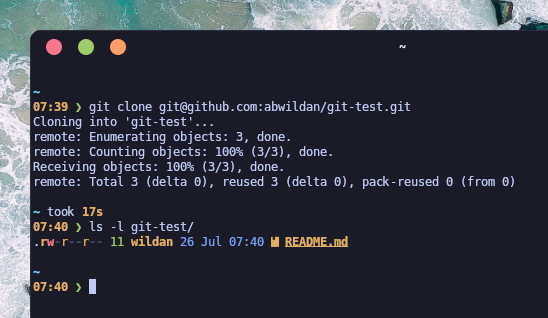 ~
~
07:39 ❯ git clone git@github.com:abwildan/git-test.git
Cloning into 'git-test'...
remote: Enumerating objects: 3, done.
remote: Counting objects: 100% (3/3), done.
Receiving objects: 100% (3/3), done.
remote: Total 3 (delta 0), reused 3 (delta 0), pack-reused 0 (from 0)
~ took 17s
07:40 ❯ ls -l git-test/
.rw-r--r-- 11 wildan 26 Jul 07:40 README.md
~
07:40 ❯